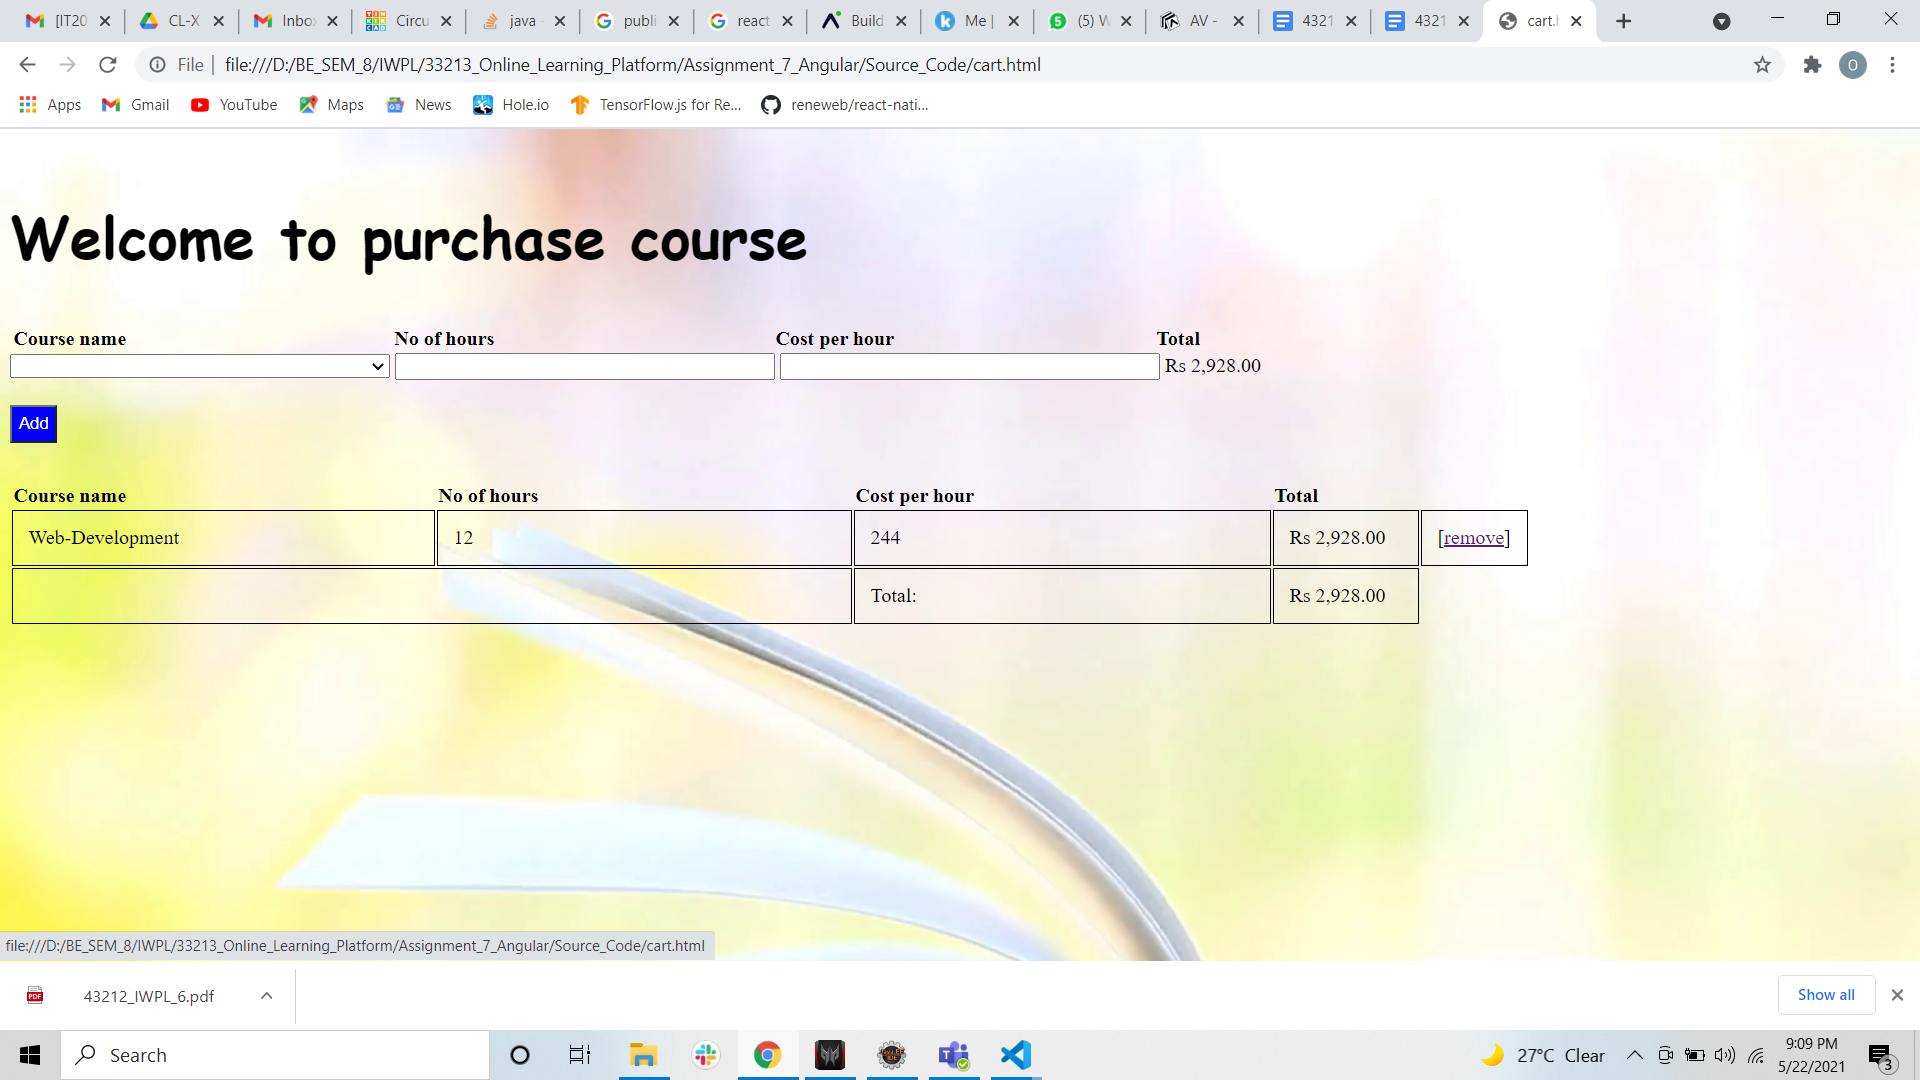 [IT20 CL-X Inbo Circu java publi react Build Me | (5) W AV - 4321 4321 cart.h
File | file:///D:/BE_SEM_8/IWPL/33213_Online_Learning_Platform/Assignment_7_Angular/Source_Code/cart.html O
Apps Gmail YouTube Maps News Hole.io TensorFlow.js for Re... reneweb/react-nati...
Welcome to purchase course
Course name No of hours Cost per hour Total
Rs 2,928.00
Add
Course name No of hours Cost per hour Total
Web-Development 12 244 Rs 2,928.00 [remove]
Total: Rs 2,928.00
file:///D:/BE_SEM_8/IWPL/33213_Online_Learning_Platform/Assignment_7_Angular/Source_Code/cart.html
PDF 43212_IWPL_6.pdf Show all
Search 27°C Clear 9:09 PM
5/22/2021 3